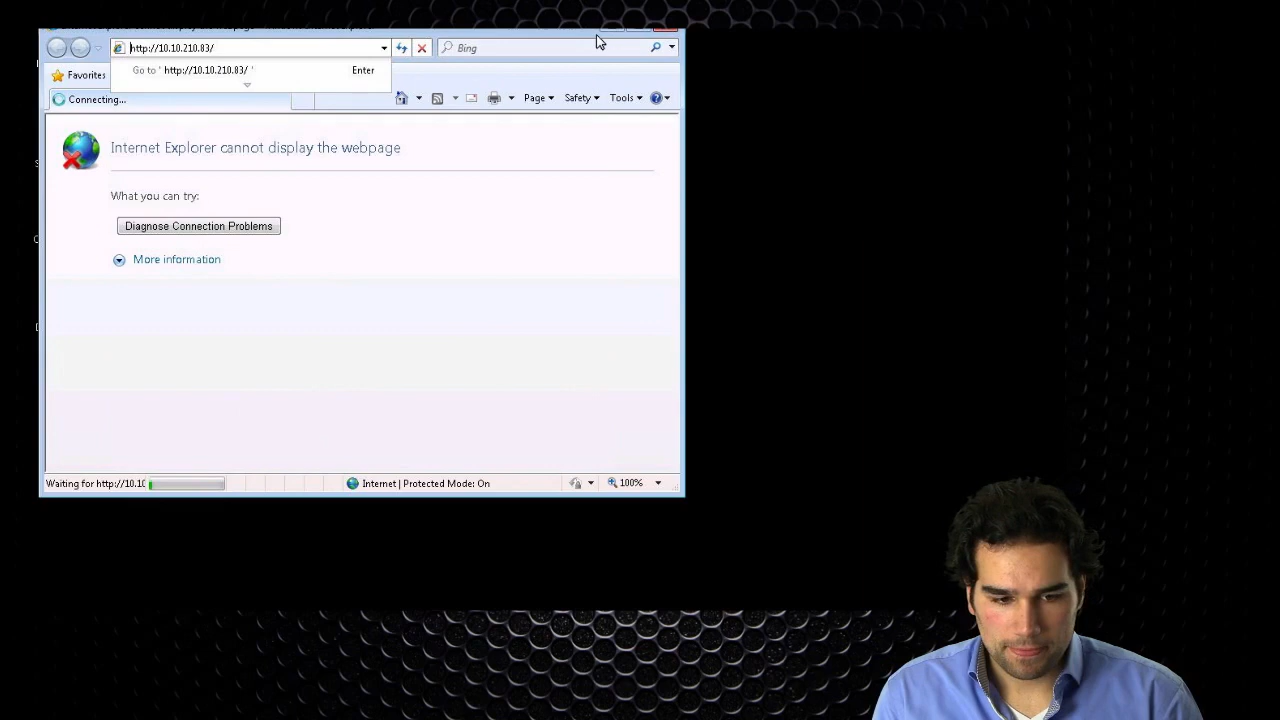 http://10.10.210.83/
Bing
Go to ' http://10.10.210.83/ '
Enter
Favorites
Connecting...
Page
Safety
Tools
Internet Explorer cannot display the webpage
What you can try:
Diagnose Connection Problems
More information
Waiting for http://10.10
Internet | Protected Mode: On
100%